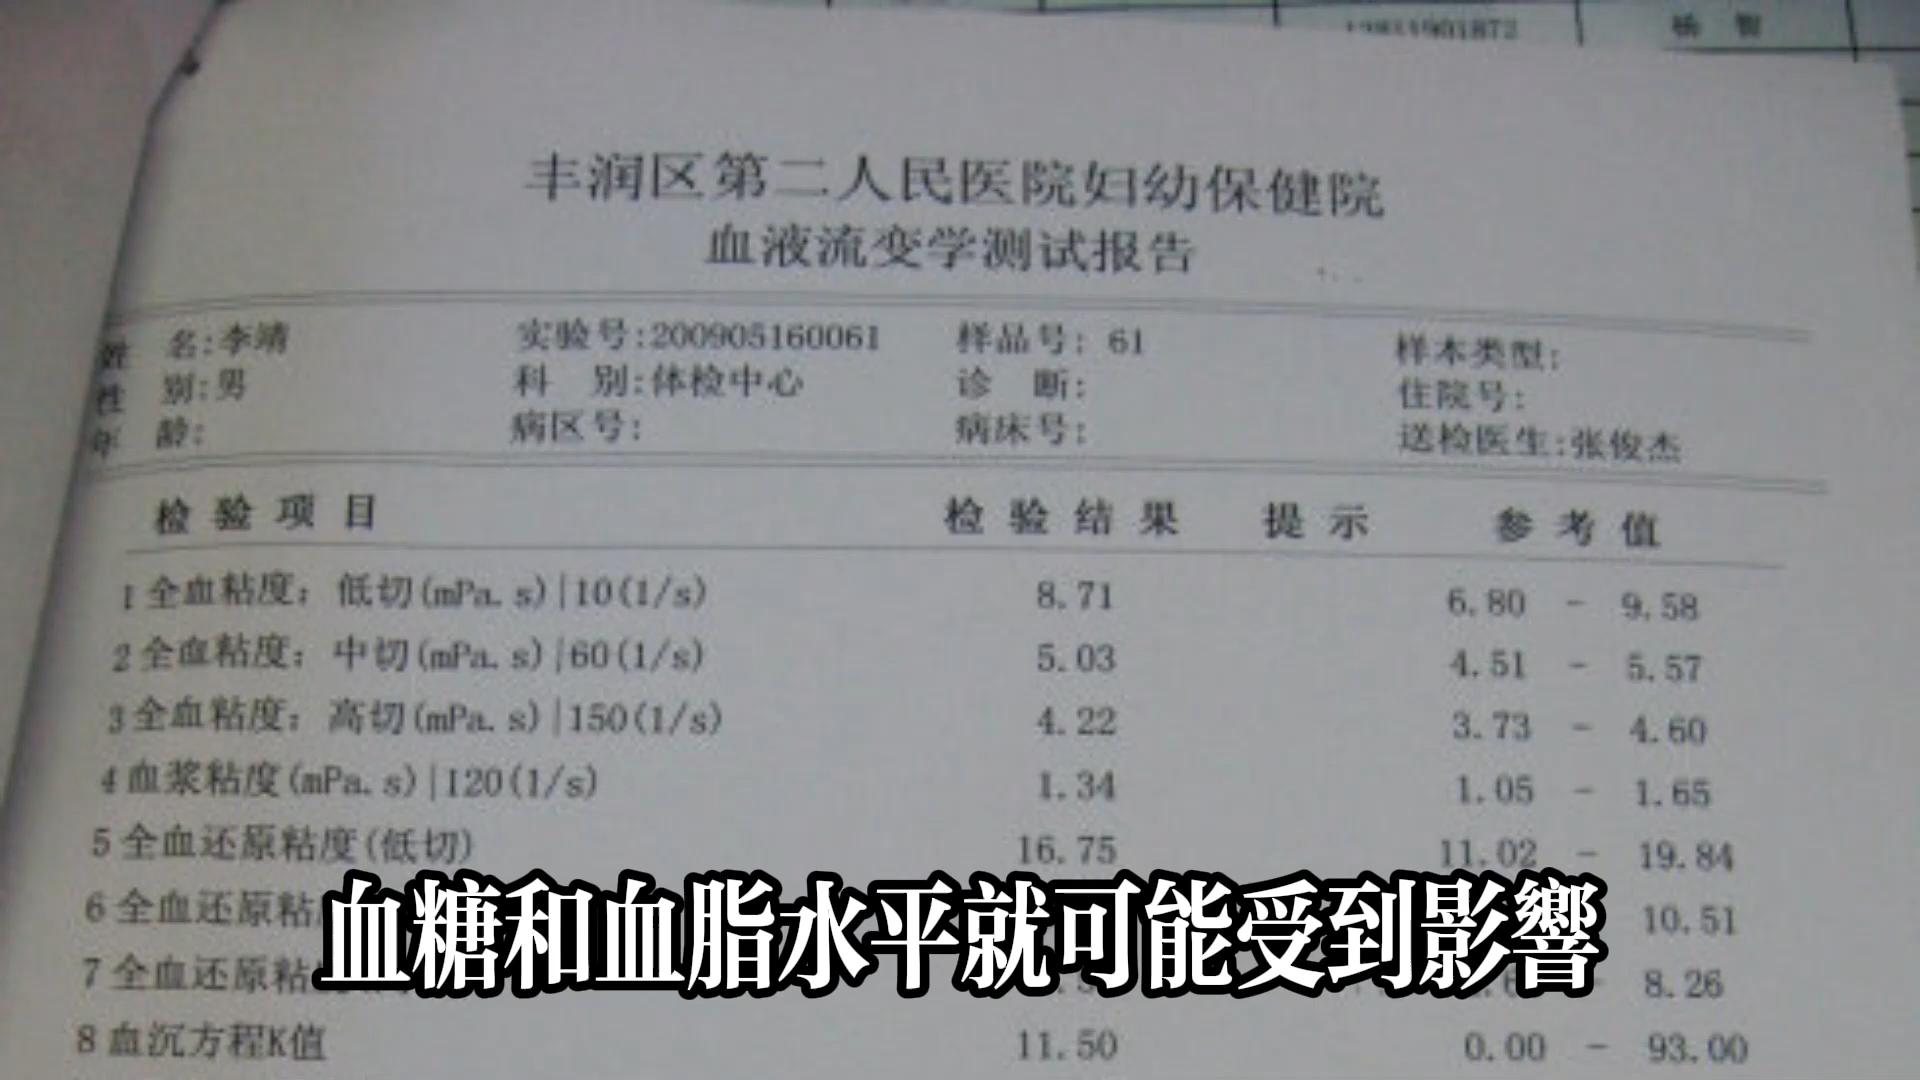 杨 智
丰润区第二人民医院妇幼保健院
血液流变学测试报告
姓 名:李靖 实验号:200905160061 样品号: 61 样本类型:
性 别:男 科 别:体检中心 诊 断: 住院号:
年 龄: 病区号: 病床号: 送检医生:张俊杰
检验项目 检验结果 提示 参考值
1 全血粘度: 低切(mPa.s)|10(1/s) 8.71 6.80 - 9.58
2 全血粘度: 中切(mPa.s)|60(1/s) 5.03 4.51 - 5.57
3 全血粘度: 高切(mPa.s)|150(1/s) 4.22 3.73 - 4.60
4 血浆粘度(mPa.s)|120(1/s) 1.34 1.05 - 1.65
5 全血还原粘度(低切) 16.75 11.02 - 19.84
6 全血还原粘 10.51
7 全血还原粘 - 8.26
血糖和血脂水平就可能受到影響
8 血沉方程K值 11.50 0.00 - 93.00